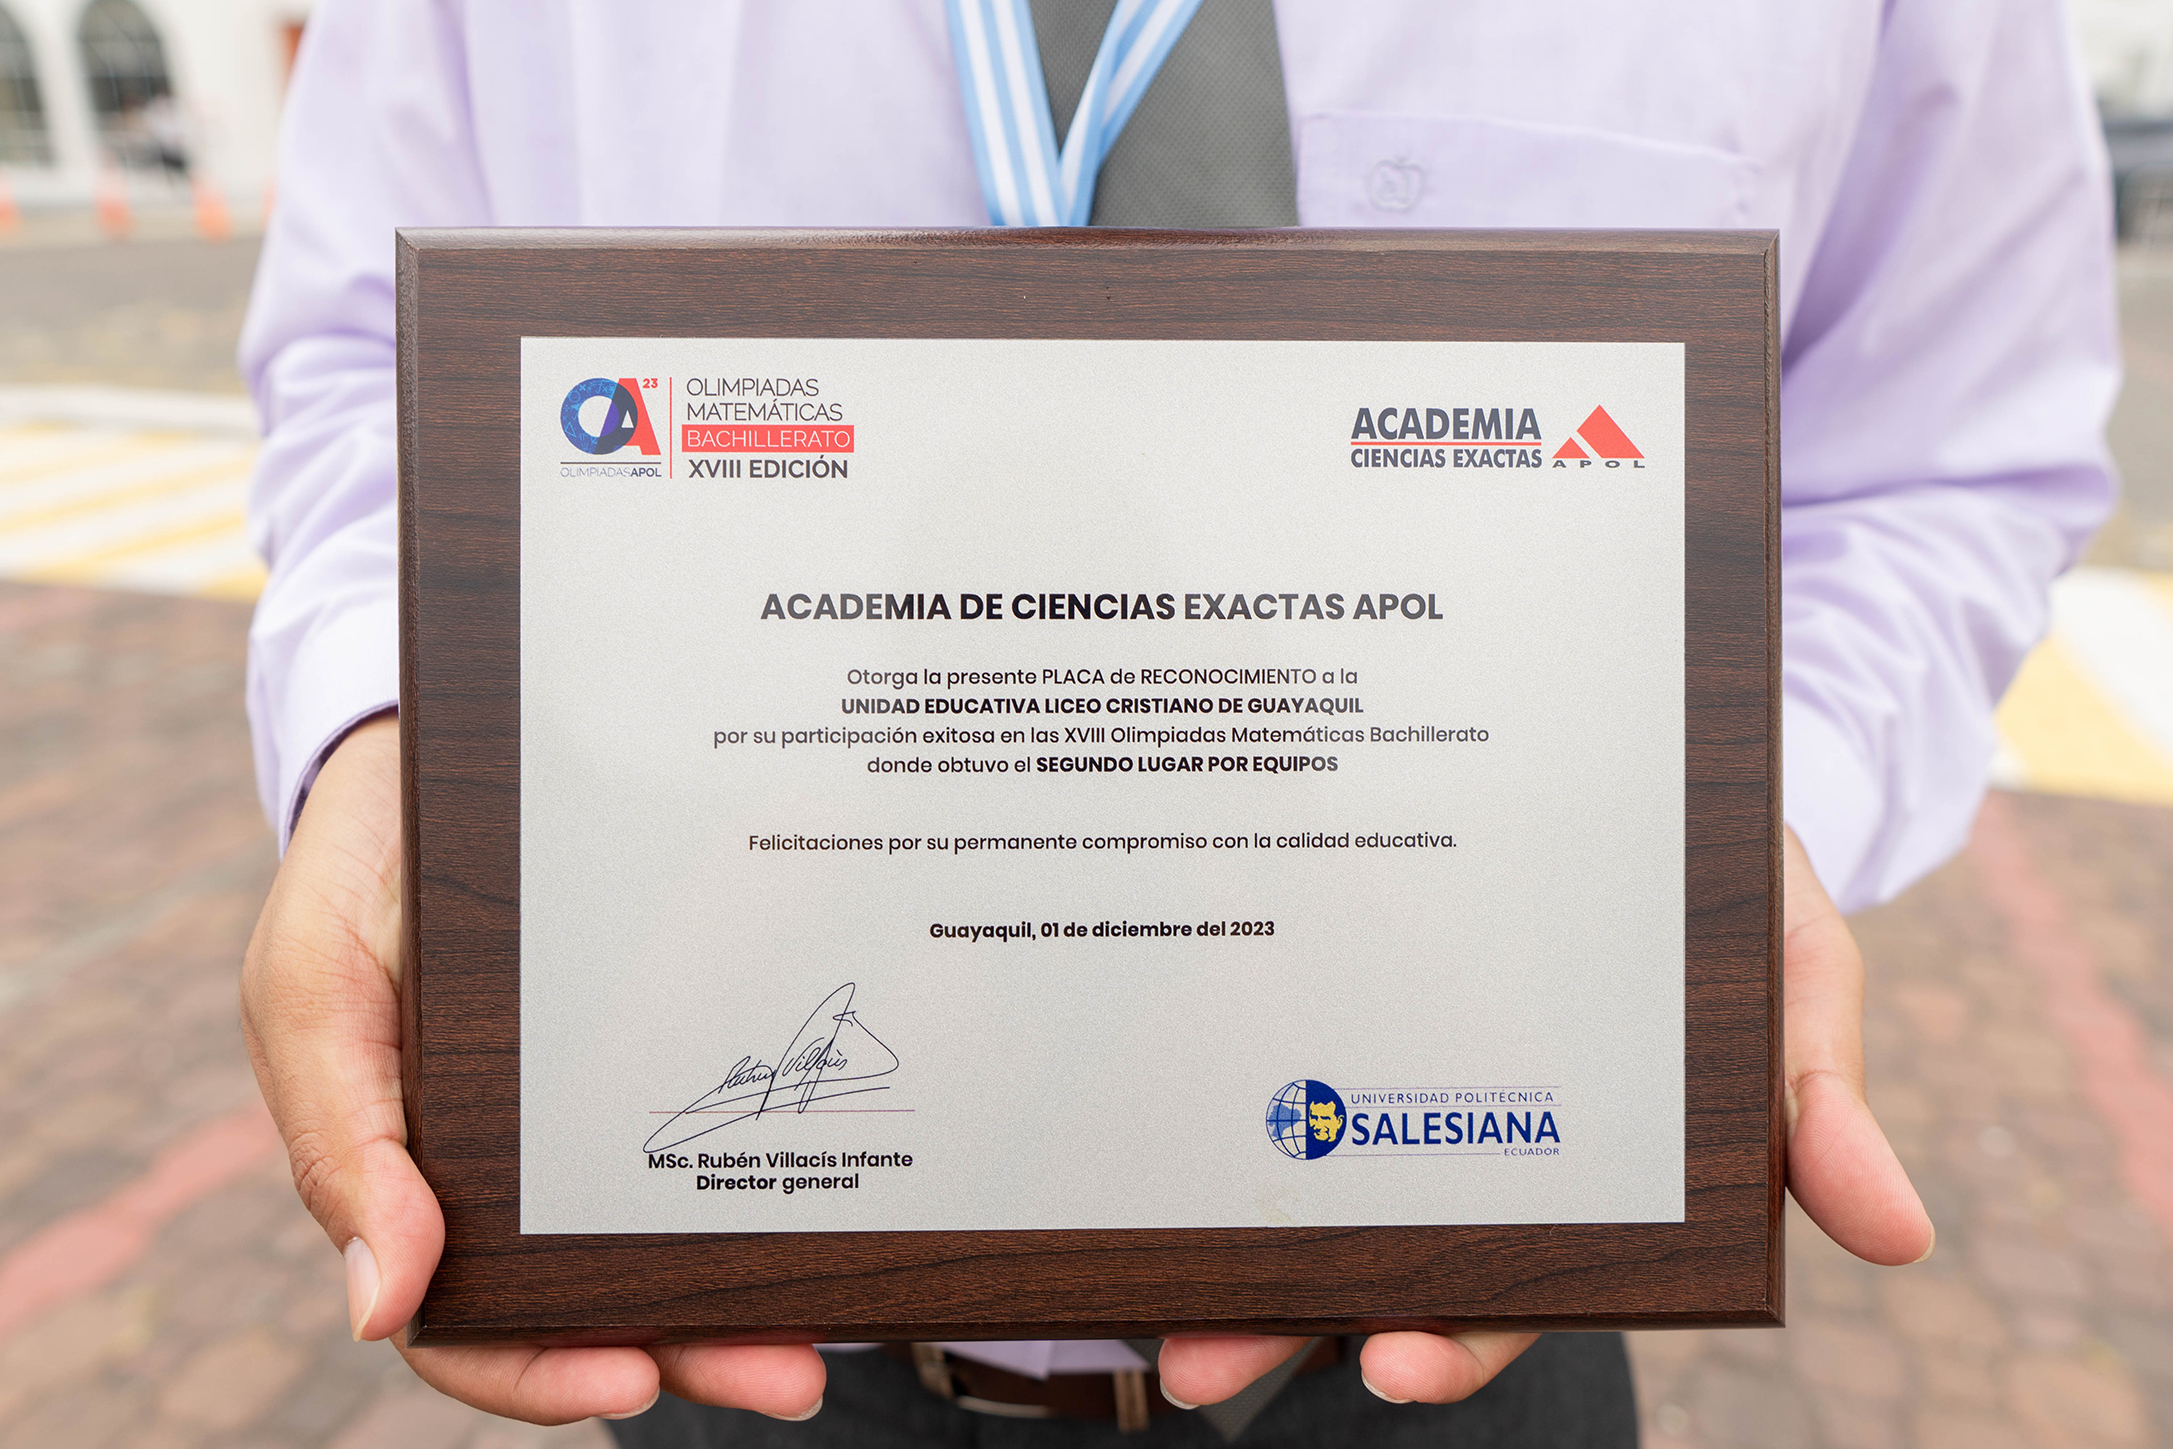 OA 23
OLIMPIADASAPOL
OLIMPIADAS
MATEMÁTICAS
BACHILLERATO
XVIII EDICIÓN
ACADEMIA
CIENCIAS EXACTAS
APOL
ACADEMIA DE CIENCIAS EXACTAS APOL
Otorga la presente PLACA de RECONOCIMIENTO a la
UNIDAD EDUCATIVA LICEO CRISTIANO DE GUAYAQUIL
por su participación exitosa en las XVIII Olimpiadas Matemáticas Bachillerato
donde obtuvo el SEGUNDO LUGAR POR EQUIPOS
Felicitaciones por su permanente compromiso con la calidad educativa.
Guayaquil, 01 de diciembre del 2023
MSc. Rubén Villacís Infante
Director general
UNIVERSIDAD POLITÉCNICA
SALESIANA
ECUADOR